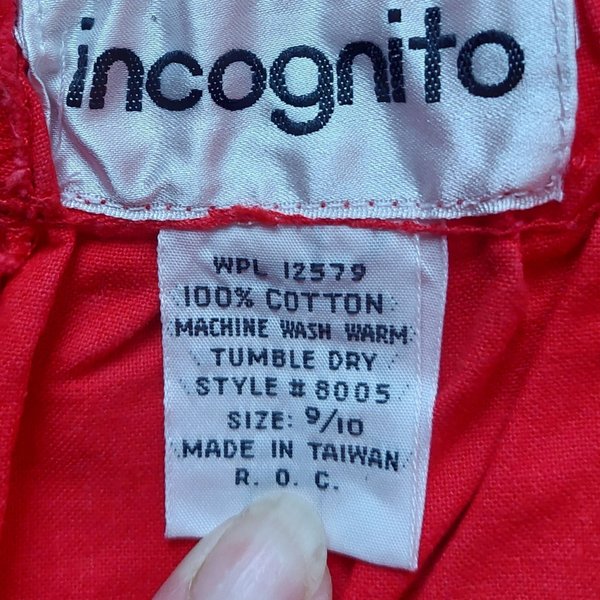 incognito
WPL 12579
100% COTTON
MACHINE WASH WARM
TUMBLE DRY
STYLE # 8005
SIZE: 9/10
MADE IN TAIWAN
R. O. C.